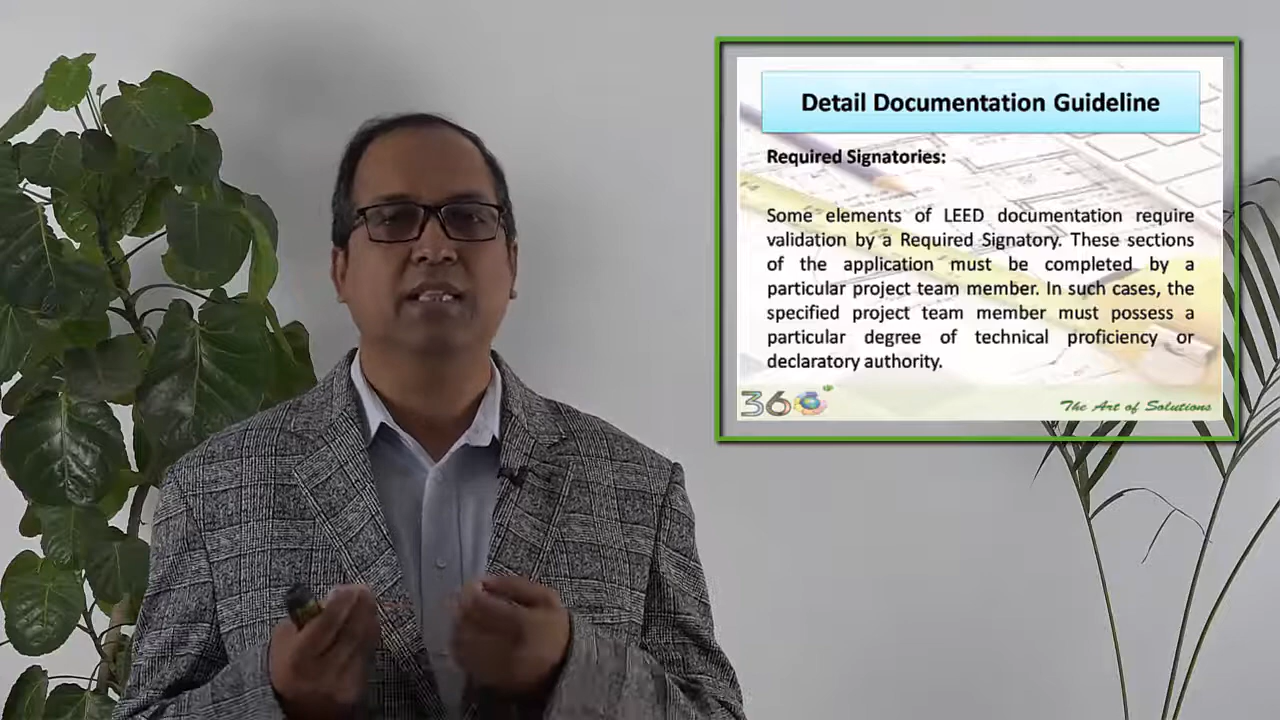 Detail Documentation Guideline
Required Signatories:
Some elements of LEED documentation require
validation by a Required Signatory. These sections
of the application must be completed by a
particular project team member. In such cases, the
specified project team member must possess a
particular degree of technical proficiency or
declaratory authority.
360
The Art of Solutions